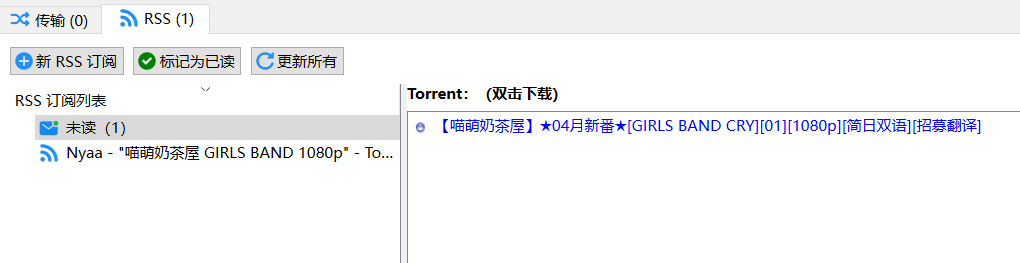 传输 (0)
RSS (1)
新 RSS 订阅
标记为已读
更新所有
RSS 订阅列表
未读 (1)
Nyaa - "喵萌奶茶屋 GIRLS BAND 1080p" - To...
Torrent： (双击下载)
【喵萌奶茶屋】★04月新番★[GIRLS BAND CRY][01][1080p][简日双语][招募翻译]